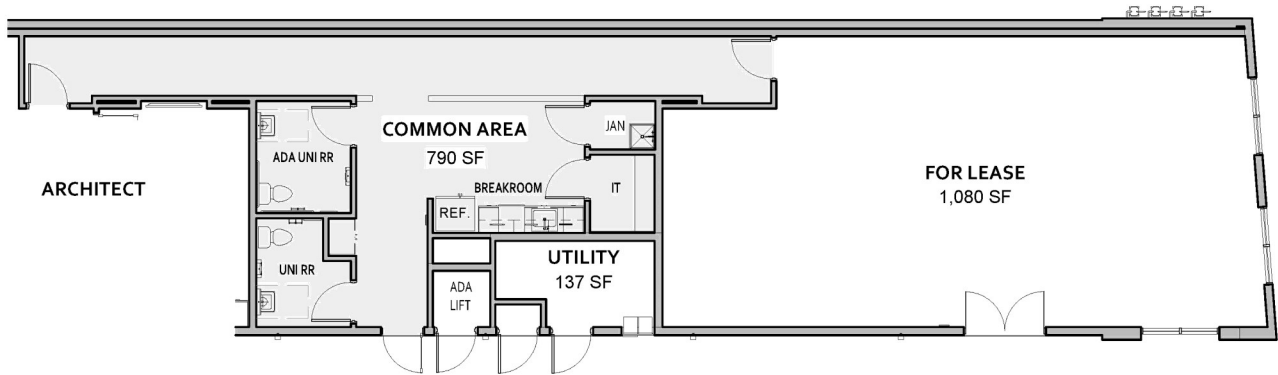 COMMON AREA
790 SF
JAN
ADA UNI RR
ARCHITECT
BREAKROOM
IT
FOR LEASE
1,080 SF
REF.
UNI RR
UTILITY
137 SF
ADA
LIFT